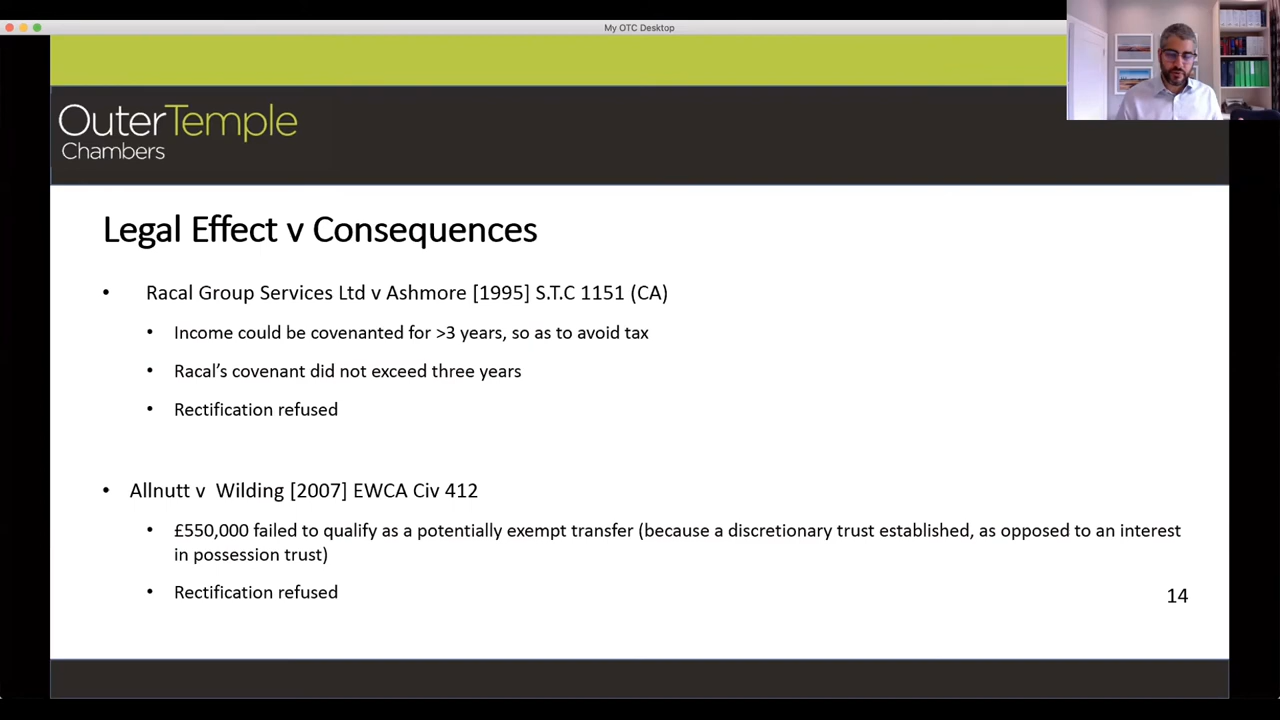 My OTC Desktop
OuterTemple
Chambers
Legal Effect v Consequences
• Racal Group Services Ltd v Ashmore [1995] S.T.C 1151 (CA)
• Income could be covenanted for >3 years, so as to avoid tax
• Racal’s covenant did not exceed three years
• Rectification refused
• Allnutt v Wilding [2007] EWCA Civ 412
• £550,000 failed to qualify as a potentially exempt transfer (because a discretionary trust established, as opposed to an interest
in possession trust)
• Rectification refused
14